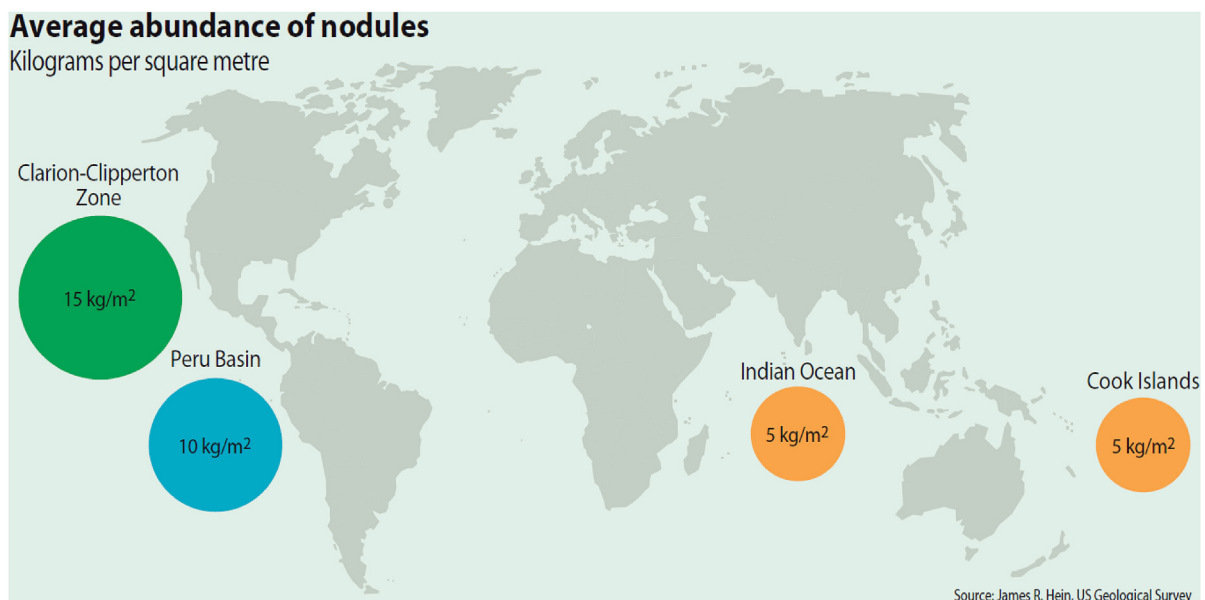 Average abundance of nodules
Kilograms per square metre
Clarion-Clipperton
Zone
15 kg/m²
Peru Basin
10 kg/m²
Indian Ocean
5 kg/m²
Cook Islands
5 kg/m²
Source: James R. Hein, US Geological Survey